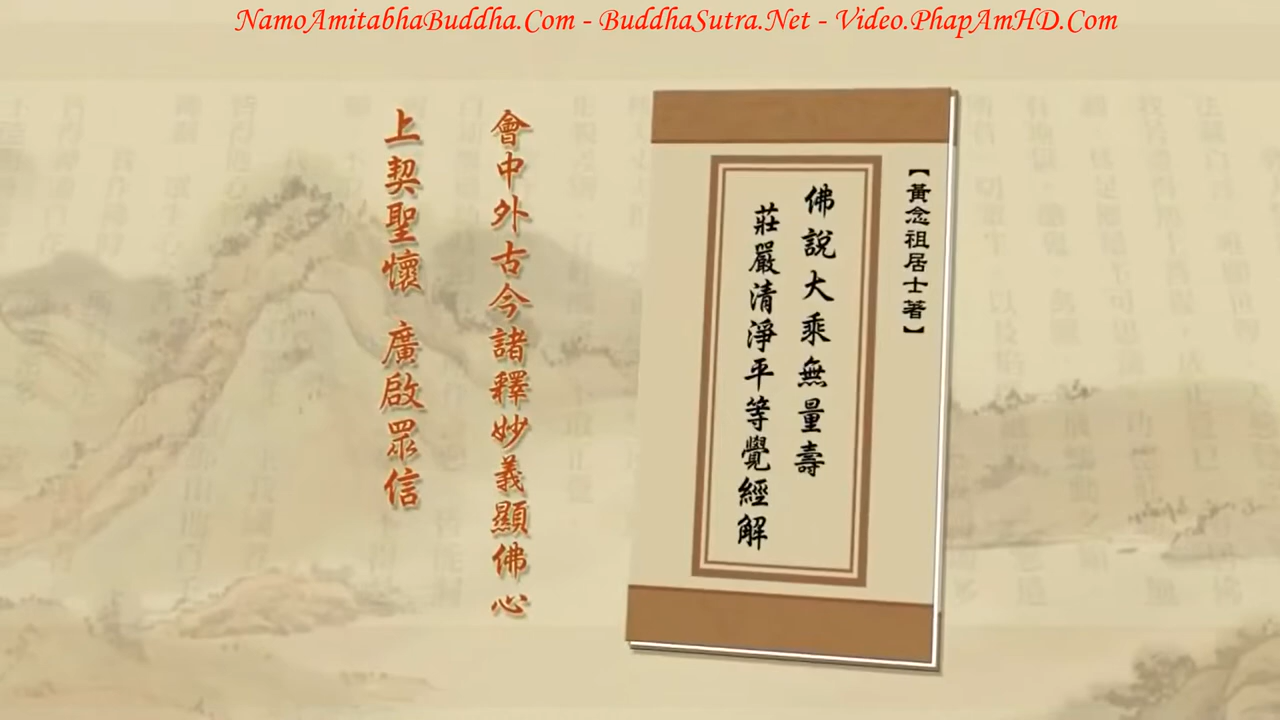 NamoAmitabhaBuddha.Com - BuddhaSutra.Net - Video.PhapAmHD.Com
【黃念祖居士著】
佛說大乘無量壽
莊嚴清淨平等覺經解
會中外古今諸釋妙義顯佛心
上契聖懷 廣啟眾信